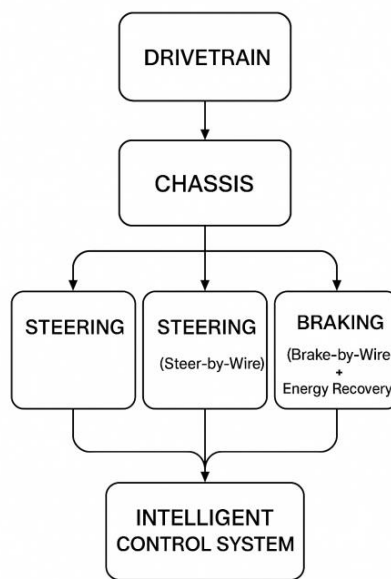 DRIVETRAIN
CHASSIS
STEERING
STEERING
(Steer-by-Wire)
BRAKING
(Brake-by-Wire
+
Energy Recovery)
INTELLIGENT
CONTROL SYSTEM